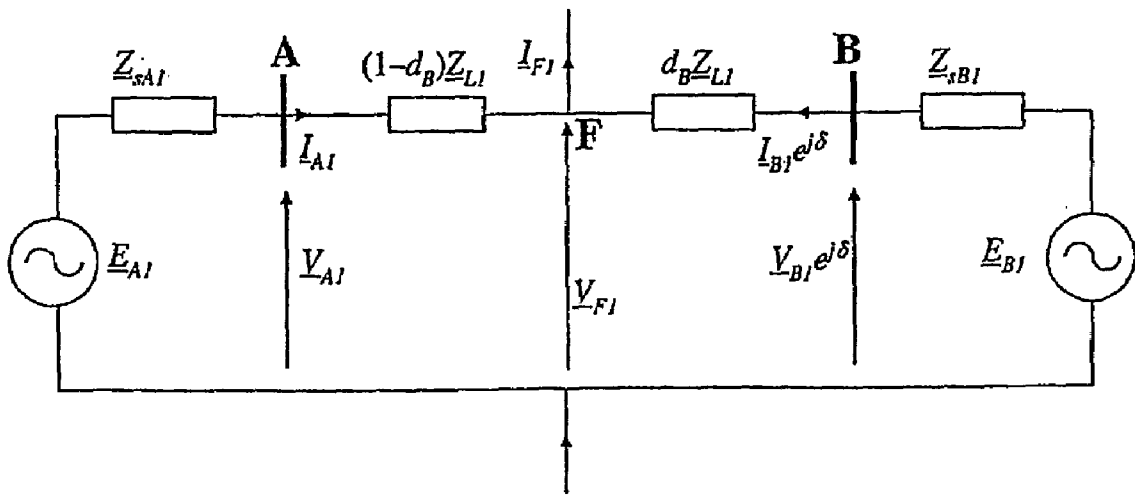 Z_sA1
A
(1-d_B)Z_L1
I_F1
d_BZ_L1
B
Z_sB1
I_A1
F
I_B1e^jδ
E_A1
V_A1
V_F1
V_B1e^jδ
E_B1